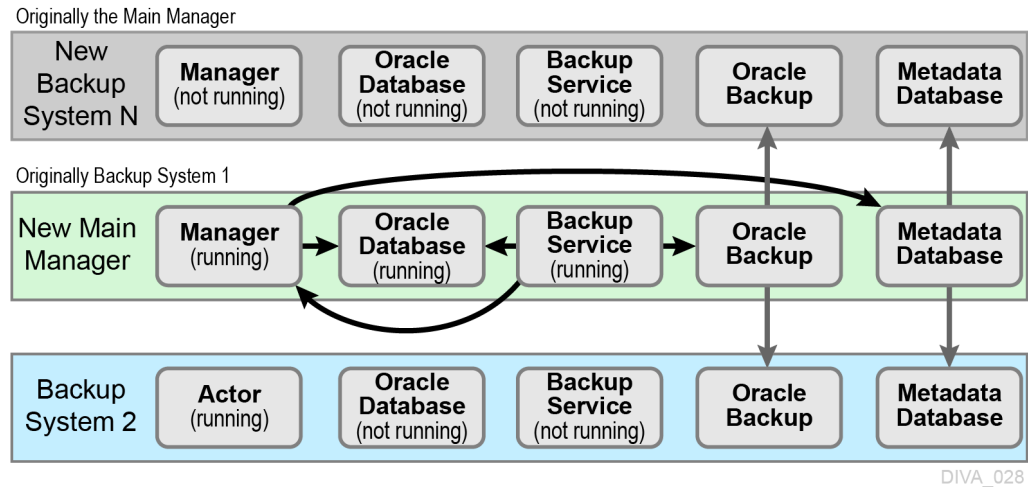 Originally the Main Manager
New
Backup
System N
Manager
(not running)
Oracle
Database
(not running)
Backup
Service
(not running)
Oracle
Backup
Metadata
Database
Originally Backup System 1
New Main
Manager
Manager
(running)
Oracle
Database
(running)
Backup
Service
(running)
Oracle
Backup
Metadata
Database
Backup
System 2
Actor
(running)
Oracle
Database
(not running)
Backup
Service
(not running)
Oracle
Backup
Metadata
Database
DIVA_028